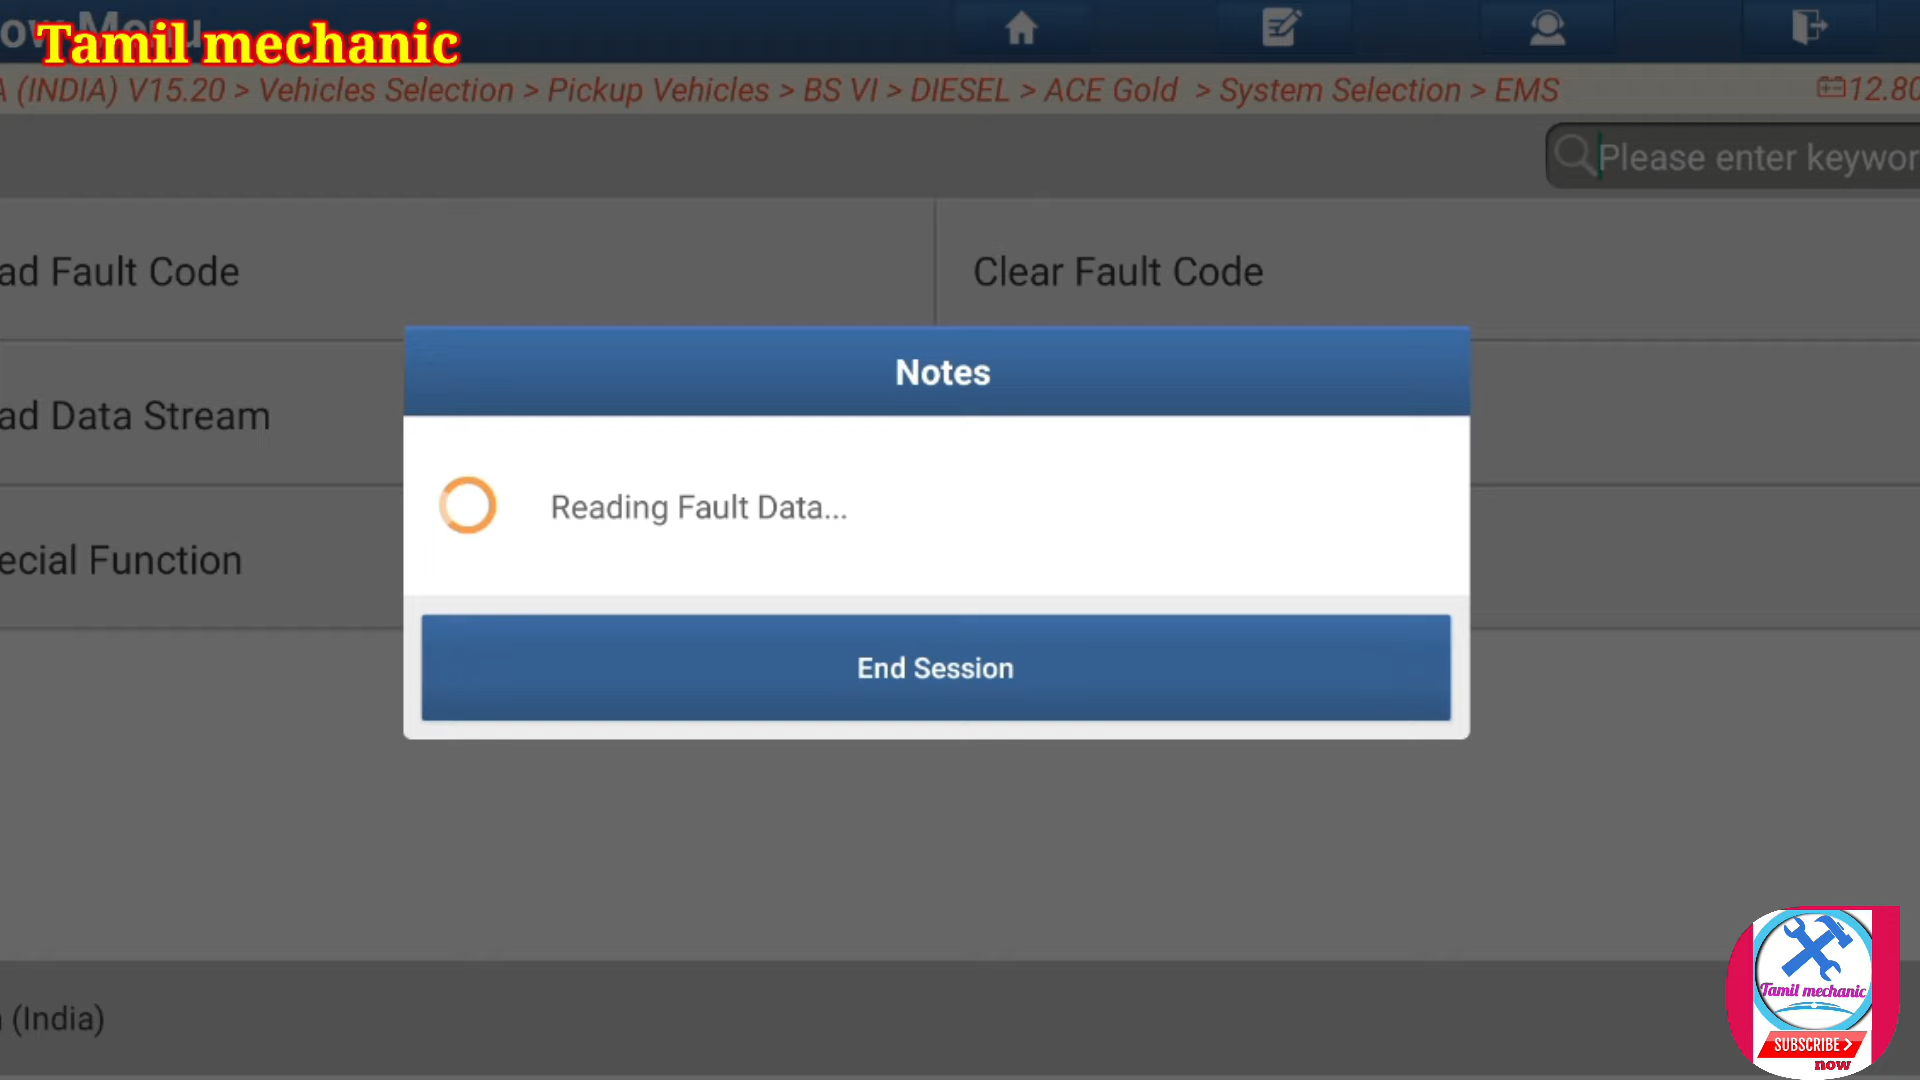 Tamil mechanic
(INDIA) V15.20 > Vehicles Selection > Pickup Vehicles > BS VI > DIESEL > ACE Gold > System Selection > EMS
12.80
Please enter keywor
ad Fault Code
Clear Fault Code
ad Data Stream
ecial Function
Notes
Reading Fault Data...
End Session
(India)
Tamil mechanic
SUBSCRIBE >
now